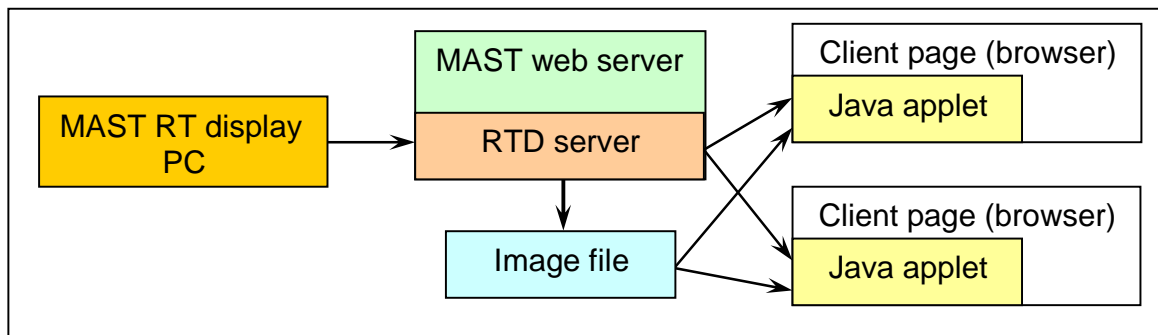 MAST RT display
PC
MAST web server
RTD server
Image file
Client page (browser)
Java applet
Client page (browser)
Java applet